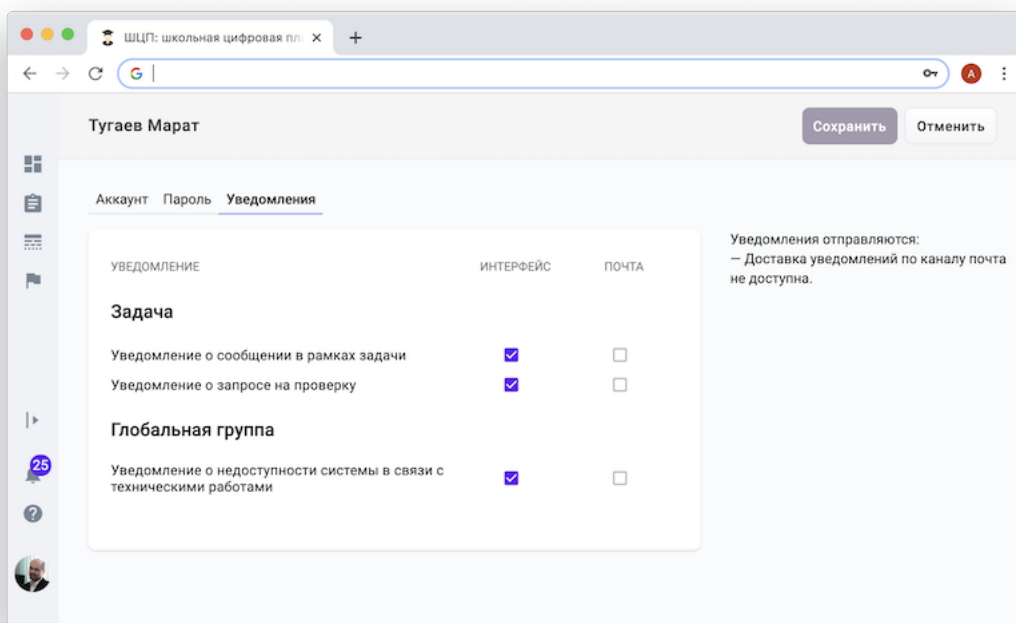 ШЦП: школьная цифровая пл
Тугаев Марат
Сохранить
Отменить
A
Аккаунт Пароль Уведомления
УВЕДОМЛЕНИЕ ИНТЕРФЕЙС ПОЧТА
Задача
Уведомление о сообщении в рамках задачи
Уведомление о запросе на проверку
Глобальная группа
Уведомление о недоступности системы в связи с
техническими работами
Уведомления отправляются:
— Доставка уведомлений по каналу почта
не доступна.
25